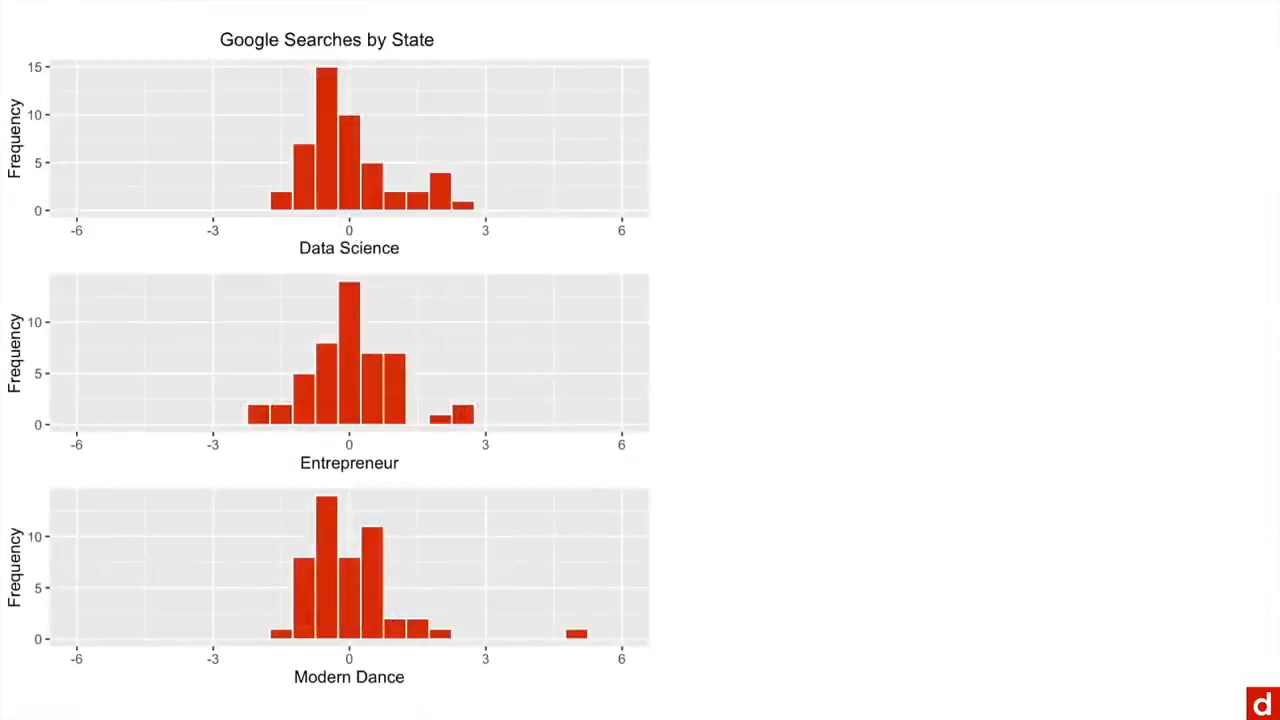 Google Searches by State
Frequency
15
10
5
0
-6 -3 0 3 6
Data Science
Frequency
10
5
0
-6 -3 0 3 6
Entrepreneur
Frequency
10
5
0
-6 -3 0 3 6
Modern Dance
d